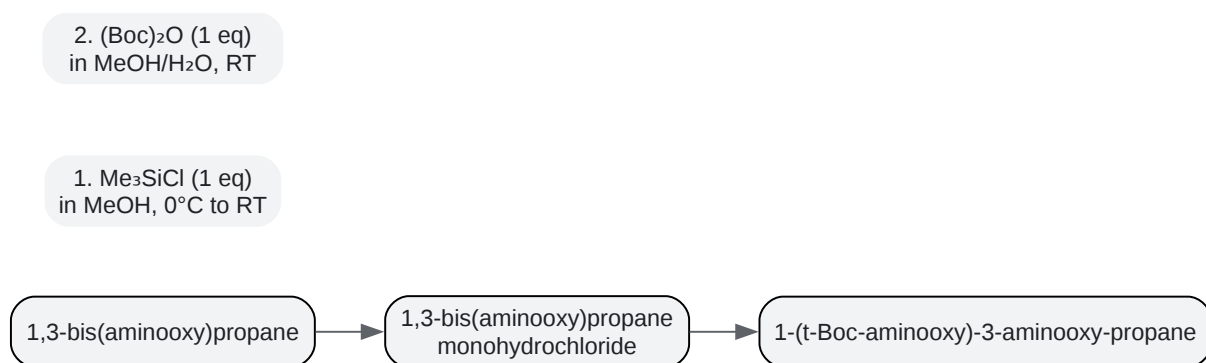 2. (Boc)₂O (1 eq)
in MeOH/H₂O, RT
1. Me₃SiCl (1 eq)
in MeOH, 0°C to RT
1,3-bis(aminooxy)propane
1,3-bis(aminooxy)propane
monohydrochloride
1-(t-Boc-aminooxy)-3-aminooxy-propane